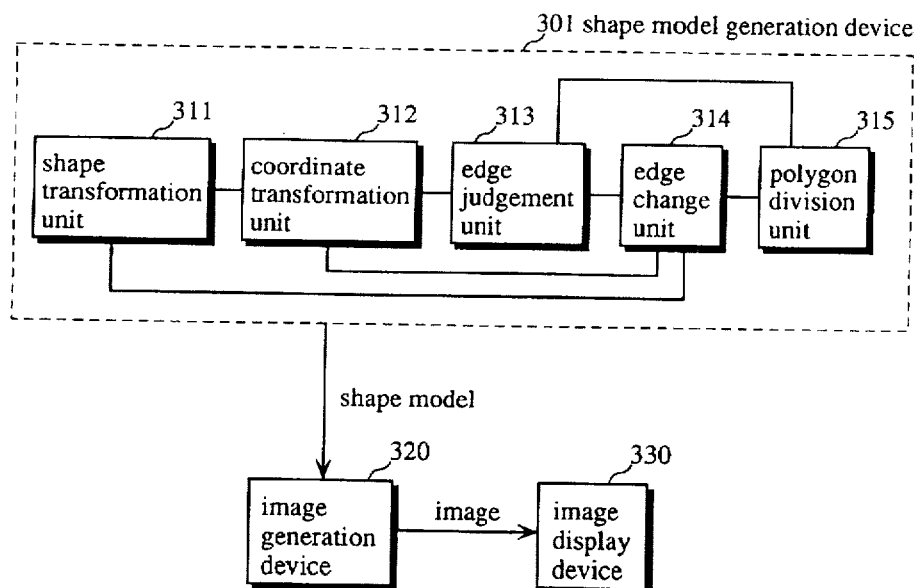 301 shape model generation device
311
312
313
314
315
shape
transformation
unit
coordinate
transformation
unit
edge
judgement
unit
edge
change
unit
polygon
division
unit
shape model
320
330
image
generation
device
image
image
display
device